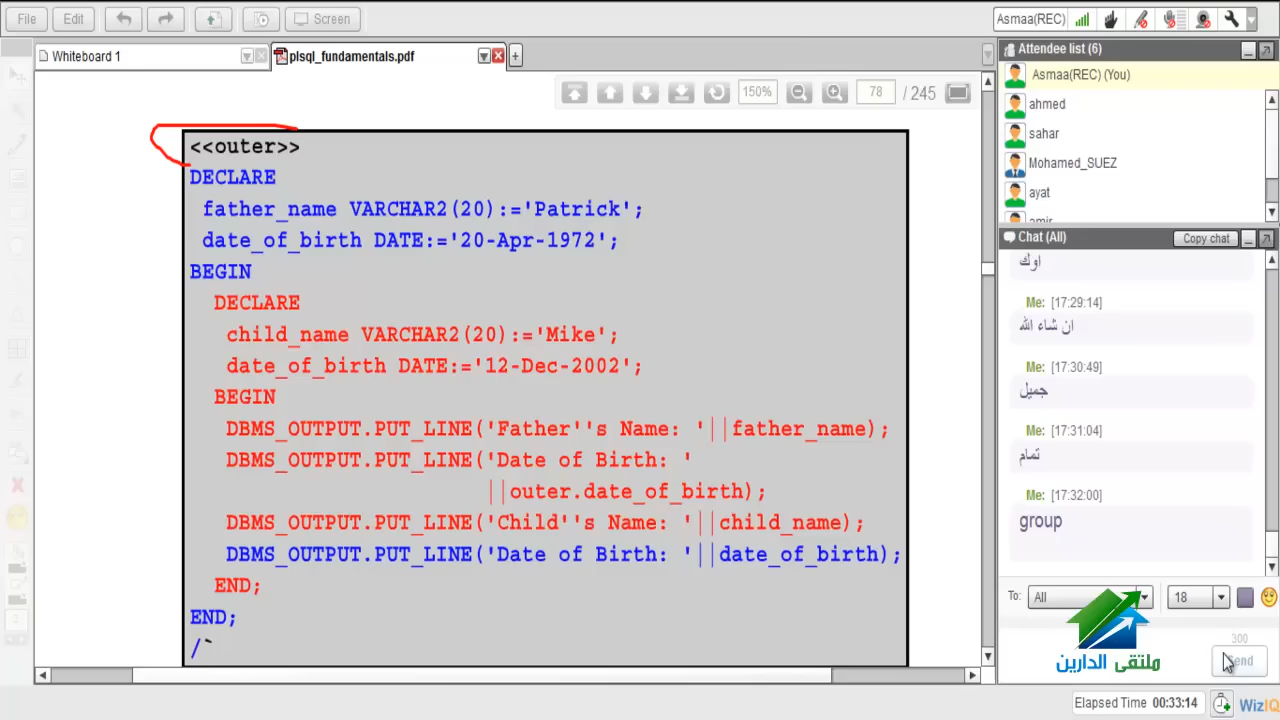 File
Edit
Screen
Asmaa(REC)
Whiteboard 1
plsql_fundamentals.pdf
+
150%
78
/ 245
<<outer>>
DECLARE
father_name VARCHAR2(20):='Patrick';
date_of_birth DATE:='20-Apr-1972';
BEGIN
DECLARE
child_name VARCHAR2(20):='Mike';
date_of_birth DATE:='12-Dec-2002';
BEGIN
DBMS_OUTPUT.PUT_LINE('Father''s Name: '||father_name);
DBMS_OUTPUT.PUT_LINE('Date of Birth: '
||outer.date_of_birth);
DBMS_OUTPUT.PUT_LINE('Child''s Name: '||child_name);
DBMS_OUTPUT.PUT_LINE('Date of Birth: '||date_of_birth);
END;
END;
/`
Attendee list (6)
Asmaa(REC) (You)
ahmed
sahar
Mohamed_SUEZ
ayat
amir
Chat (All)
Copy chat
اوك
Me: [17:29:14]
ان شاء الله
Me: [17:30:49]
جميل
Me: [17:31:04]
تمام
Me: [17:32:00]
group
To:
All
18
ملتقى الدارين
300
Send
Elapsed Time 00:33:14
WizIQ